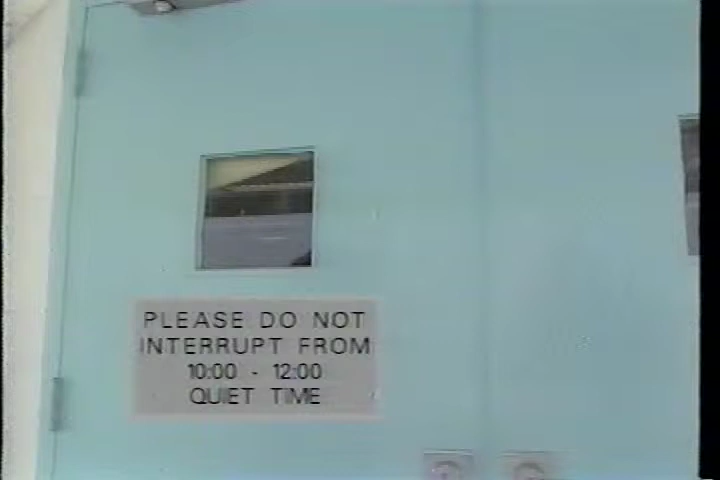 PLEASE DO NOT
INTERRUPT FROM
10:00 - 12:00
QUIET TIME